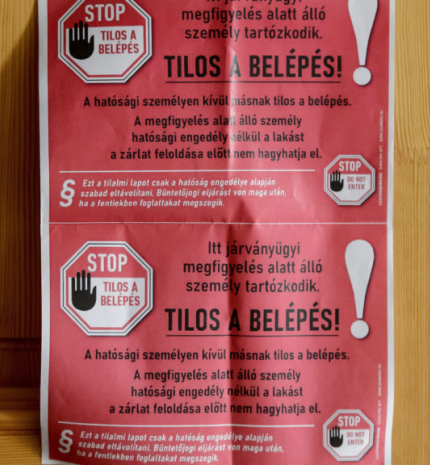 STOP
TILOS A
BELÉPÉS
járványügyi
megfigyelés alatt álló
személy tartózkodik.
TILOS A BELÉPÉS!
A hatósági személyen kívül másnak tilos a belépés.
A megfigyelés alatt álló személy
hatósági engedély nélkül a lakást
a zárlat feloldása előtt nem hagyhatja el.
§ Ezt a tilalmi lapot csak a hatóság engedélye alapján
szabad eltávolítani. Büntetőjogi eljárást von maga után,
ha a fentiekben foglaltakat megszegik.
STOP
DO NOT
ENTER
STOP
TILOS A
BELÉPÉS
Itt járványügyi
megfigyelés alatt álló
személy tartózkodik.
TILOS A BELÉPÉS!
A hatósági személyen kívül másnak tilos a belépés.
A megfigyelés alatt álló személy
hatósági engedély nélkül a lakást
a zárlat feloldása előtt nem hagyhatja el.
§ Ezt a tilalmi lapot csak a hatóság engedélye alapján
szabad eltávolítani. Büntetőjogi eljárást von maga után,
ha a fentiekben foglaltakat megszegik.
STOP
DO NOT
ENTER